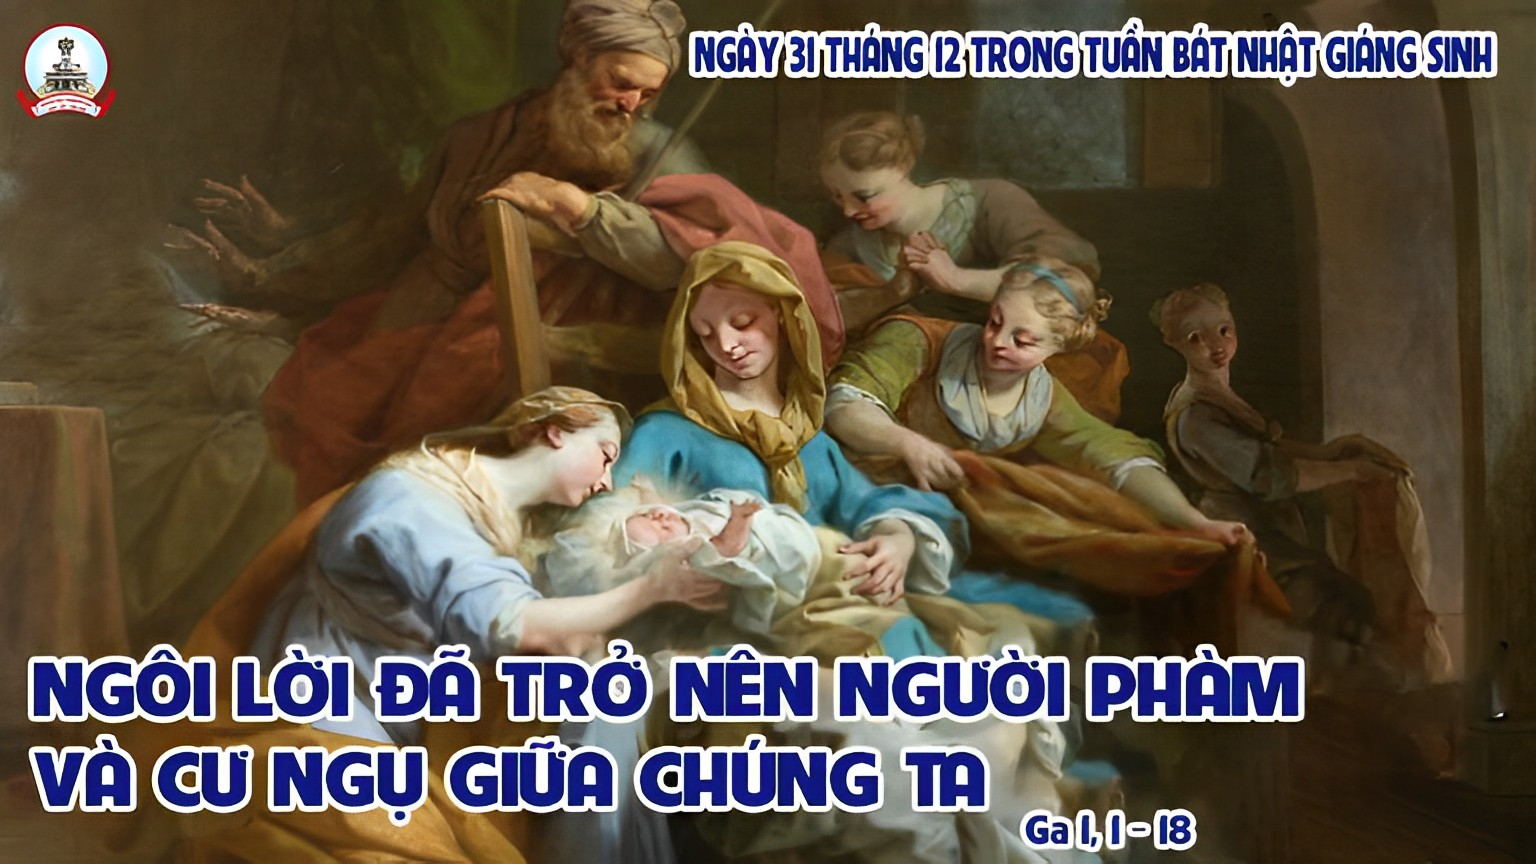 NGÀY 31 THÁNG 12 TRONG TUẦN BÁT NHẬT GIÁNG SINH
NGÔI LỜI ĐÃ TRỞ NÊN NGƯỜI PHÀM
VÀ CƯ NGỤ GIỮA CHÚNG TA
Ga 1, 1 - 18